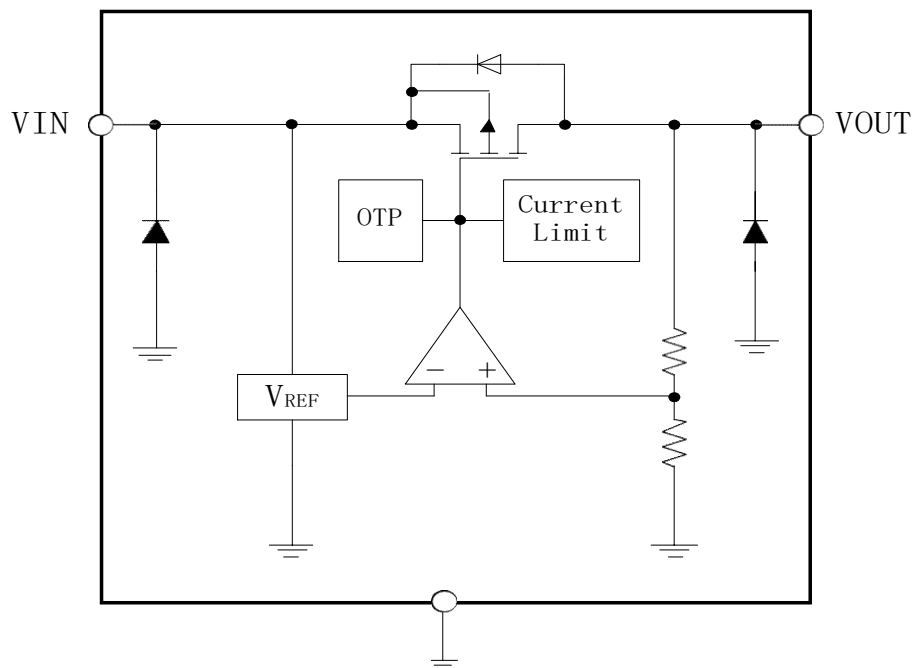 VIN
VOUT
OTP
Current
Limit
− +
VREF